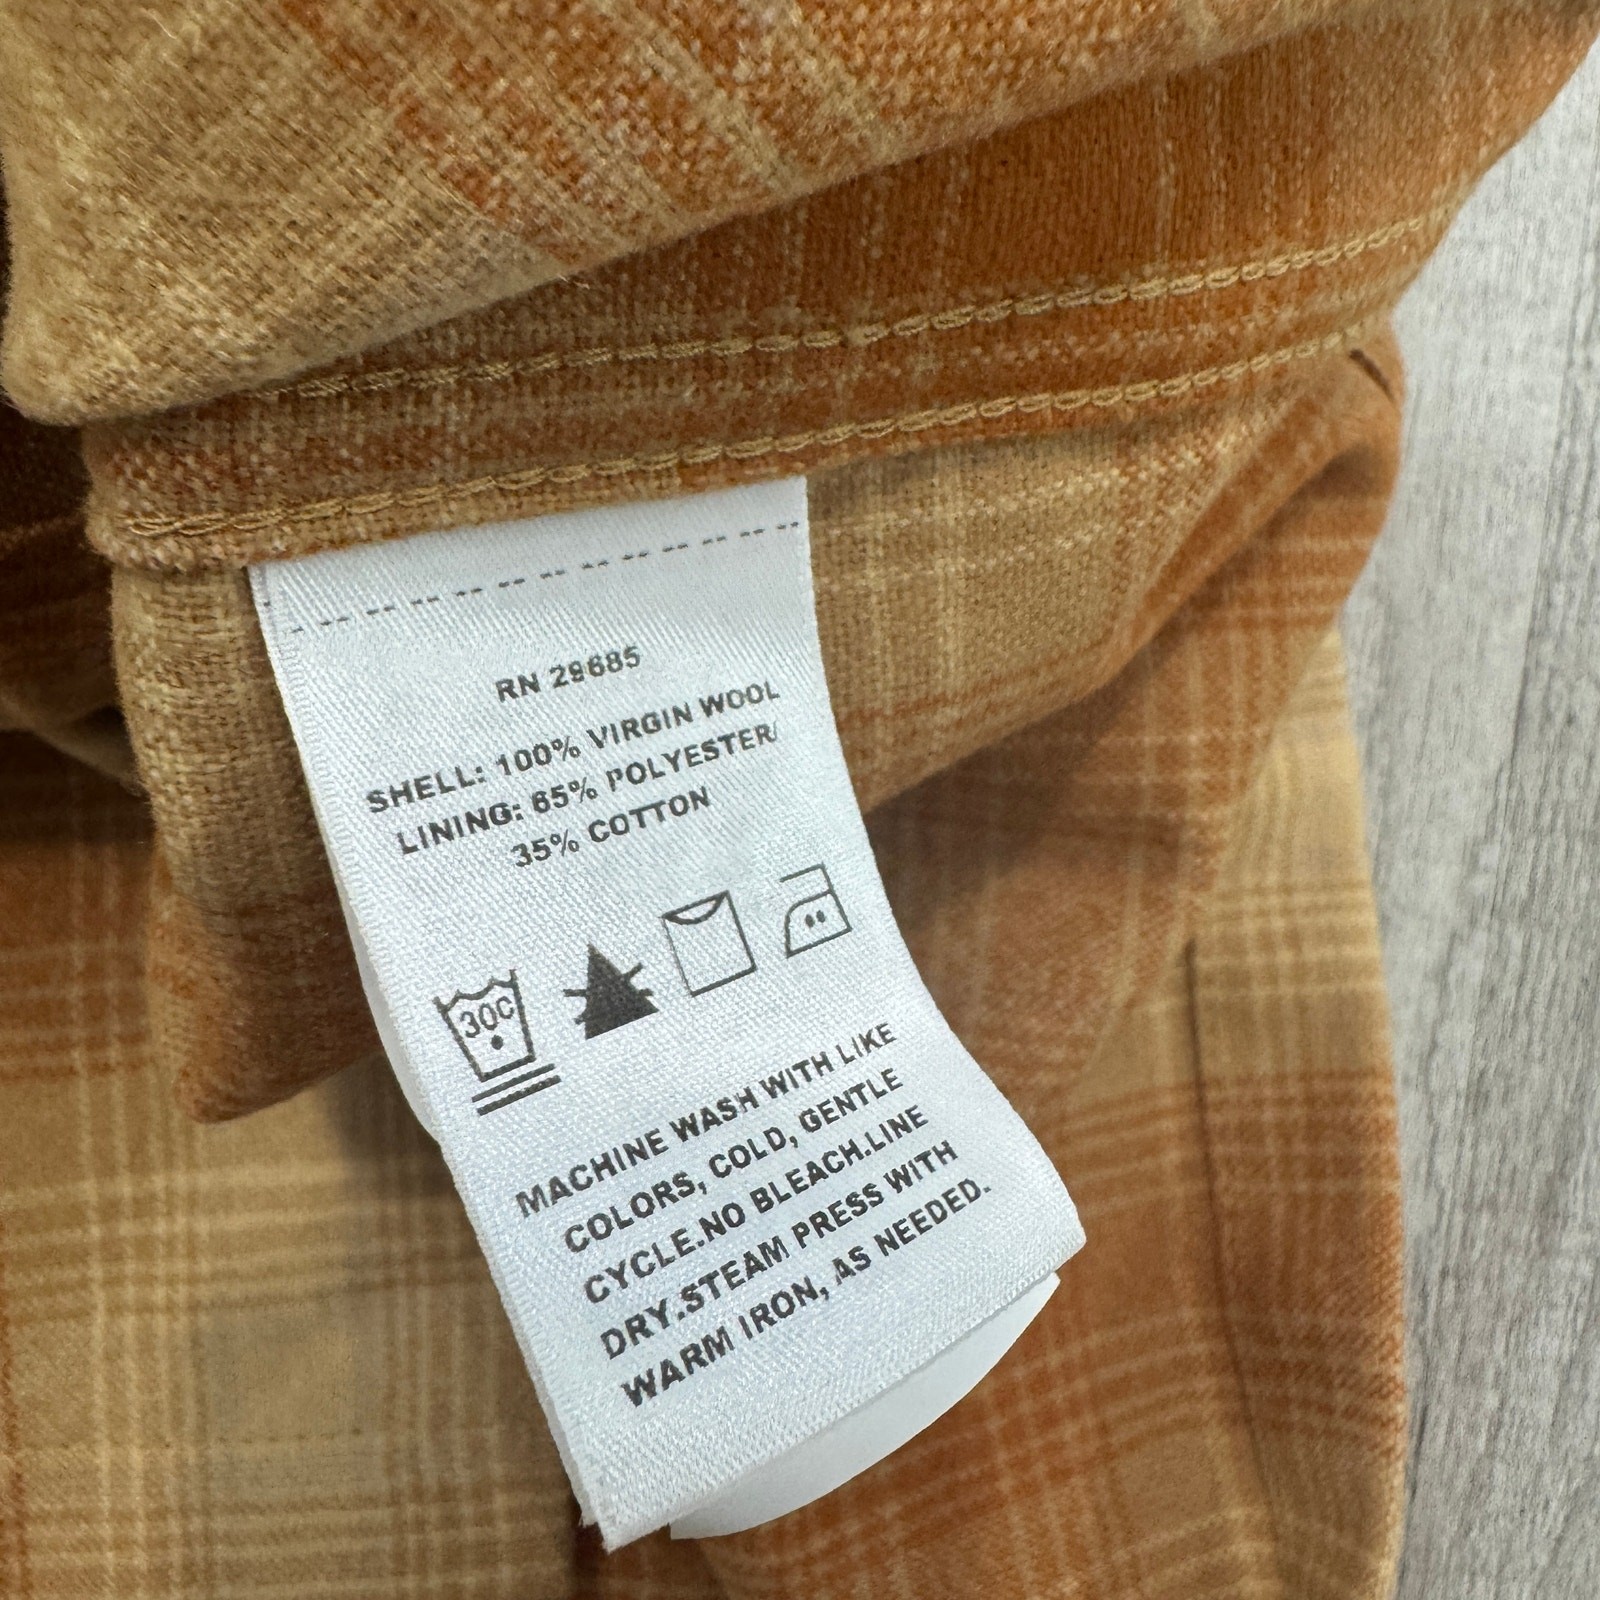 RN 29685
SHELL: 100% VIRGIN WOOL
LINING: 65% POLYESTER/
35% COTTON
30C
MACHINE WASH WITH LIKE
COLORS, COLD, GENTLE
CYCLE.NO BLEACH.LINE
DRY.STEAM PRESS WITH
WARM IRON, AS NEEDED.